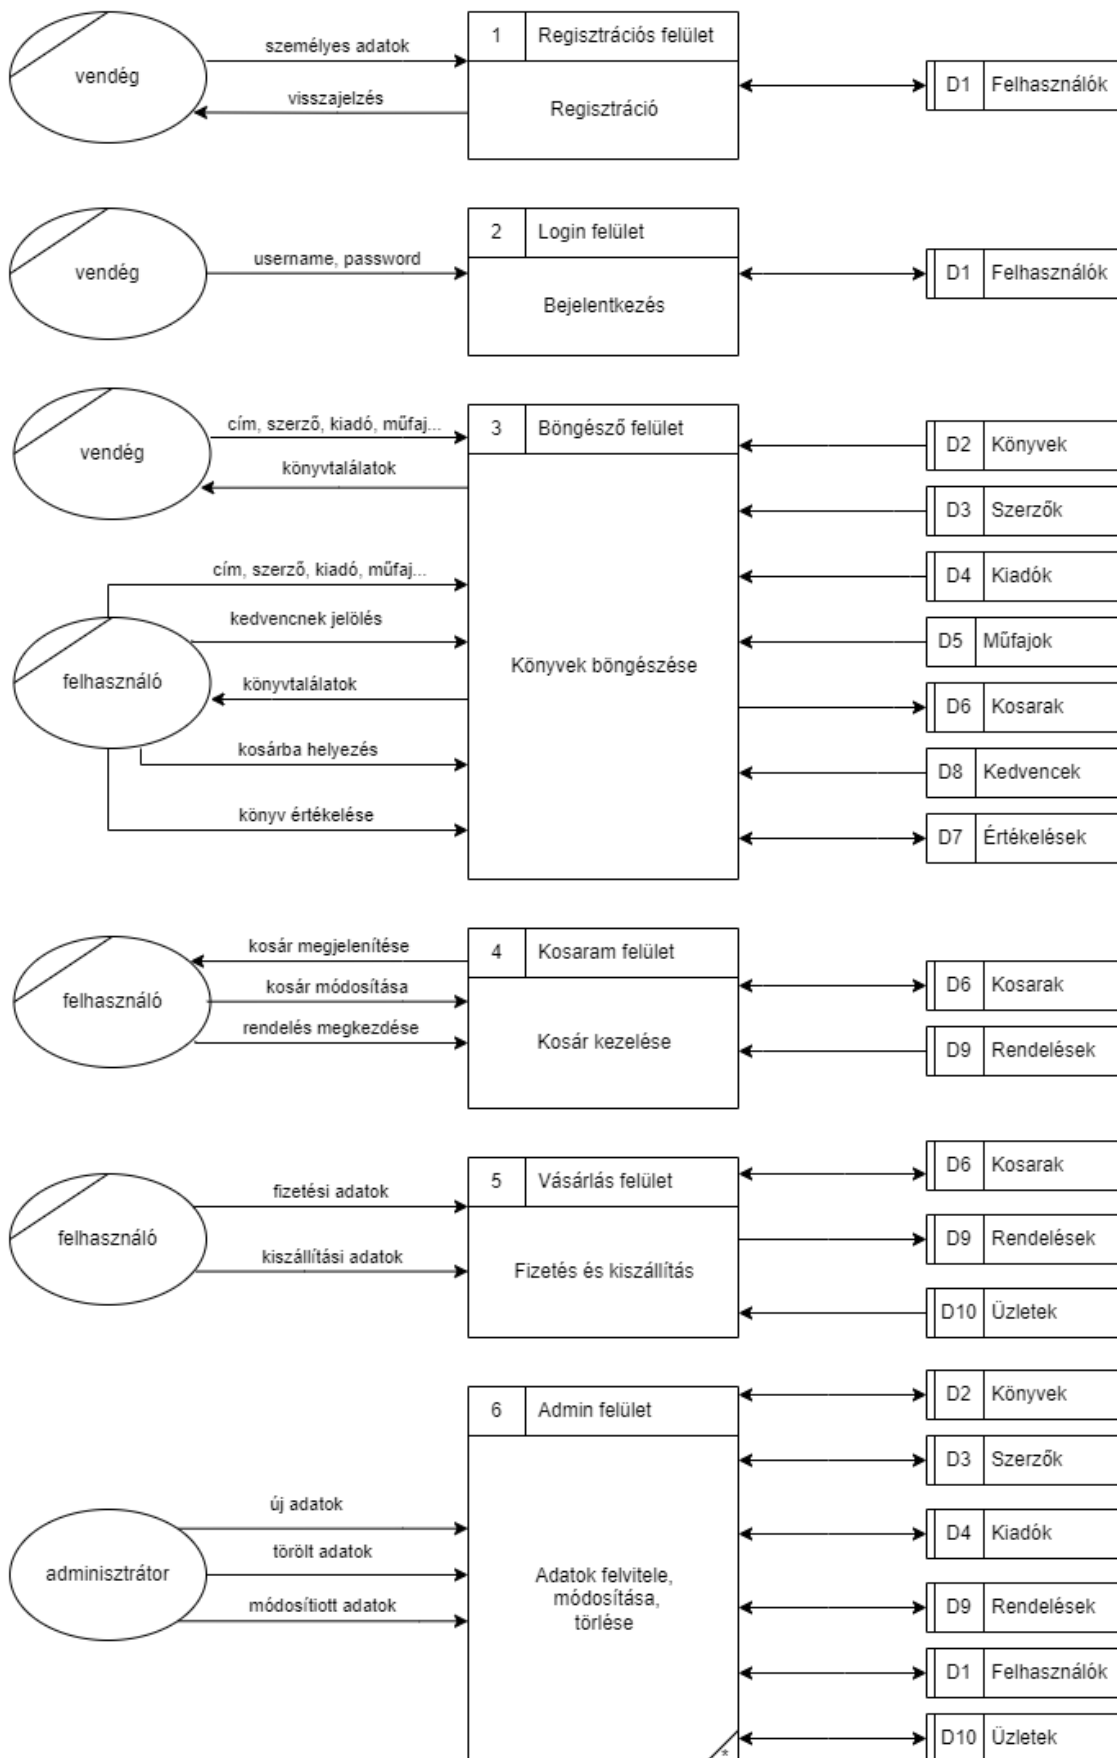 vendég
személyes adatok
visszajelzés
1 Regisztrációs felület
Regisztráció
D1 Felhasználók
vendég
username, password
2 Login felület
Bejelentkezés
D1 Felhasználók
vendég
cím, szerző, kiadó, műfaj...
könyvtalálatok
felhasználó
cím, szerző, kiadó, műfaj...
kedvencnek jelölés
könyvtalálatok
kosárba helyezés
könyv értékelése
3 Böngésző felület
Könyvek böngészése
D2 Könyvek
D3 Szerzők
D4 Kiadók
D5 Műfajok
D6 Kosarak
D8 Kedvencek
D7 Értékelések
felhasználó
kosár megjelenítése
kosár módosítása
rendelés megkezdése
4 Kosaram felület
Kosár kezelése
D6 Kosarak
D9 Rendelések
felhasználó
fizetési adatok
kiszállítási adatok
5 Vásárlás felület
Fizetés és kiszállítás
D6 Kosarak
D9 Rendelések
D10 Üzletek
adminisztrátor
új adatok
törölt adatok
módosítiott adatok
6 Admin felület
Adatok felvitele,
módosítása,
törlése
*
D2 Könyvek
D3 Szerzők
D4 Kiadók
D9 Rendelések
D1 Felhasználók
D10 Üzletek